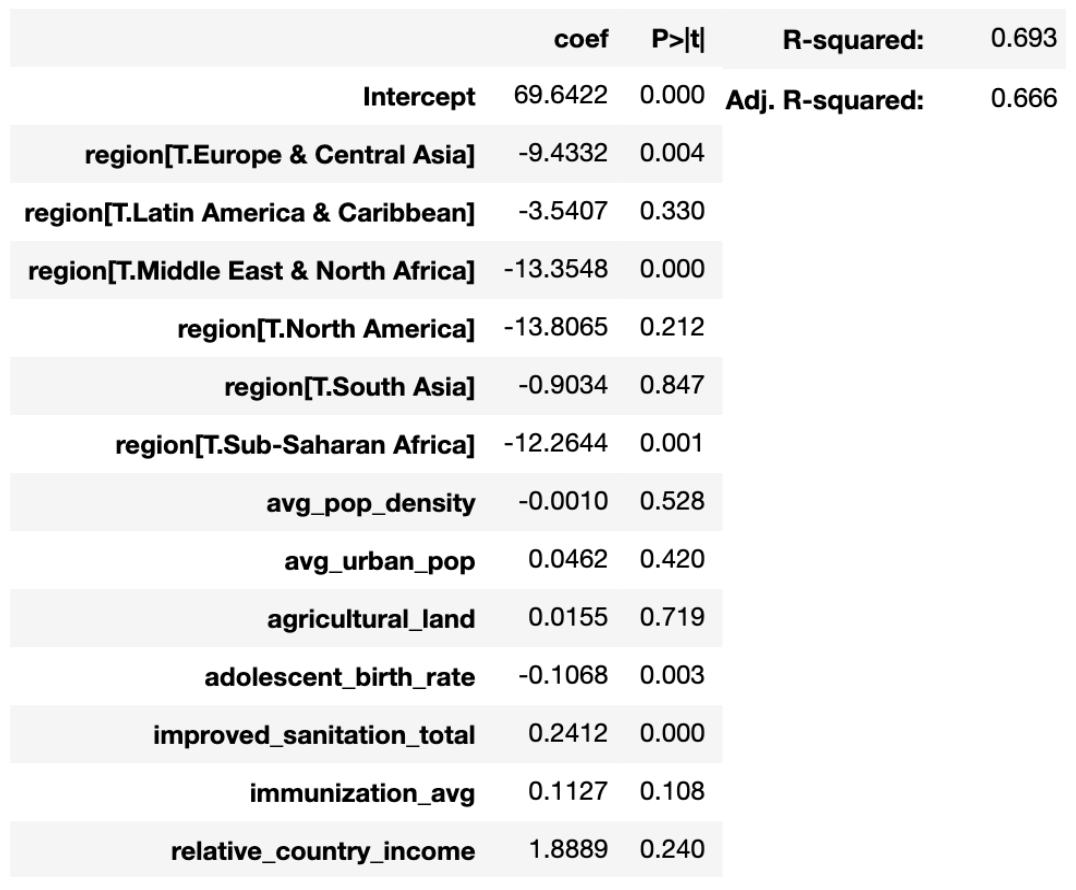 coef P>|t| R-squared: 0.693
Intercept 69.6422 0.000 Adj. R-squared: 0.666
region[T.Europe & Central Asia] -9.4332 0.004
region[T.Latin America & Caribbean] -3.5407 0.330
region[T.Middle East & North Africa] -13.3548 0.000
region[T.North America] -13.8065 0.212
region[T.South Asia] -0.9034 0.847
region[T.Sub-Saharan Africa] -12.2644 0.001
avg_pop_density -0.0010 0.528
avg_urban_pop 0.0462 0.420
agricultural_land 0.0155 0.719
adolescent_birth_rate -0.1068 0.003
improved_sanitation_total 0.2412 0.000
immunization_avg 0.1127 0.108
relative_country_income 1.8889 0.240